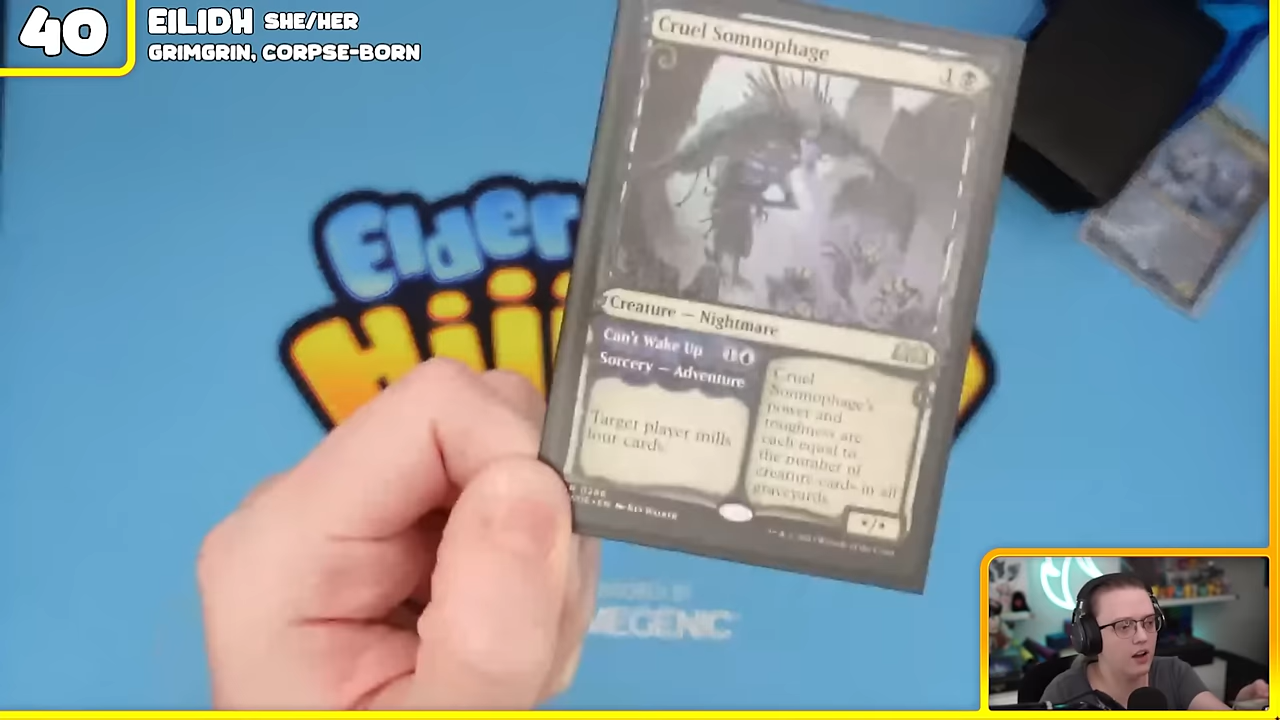 40
EILIDH SHE/HER
GRIMGRIN, CORPSE-BORN
Cruel Somnophage 1
Elder
Creature — Nightmare
Can't Wake Up 1
Sorcery — Adventure
Target player mills
four cards.
Cruel
Somnophage's
power and
toughness are
each equal to
the number of
creature cards in all
graveyards.
*/*